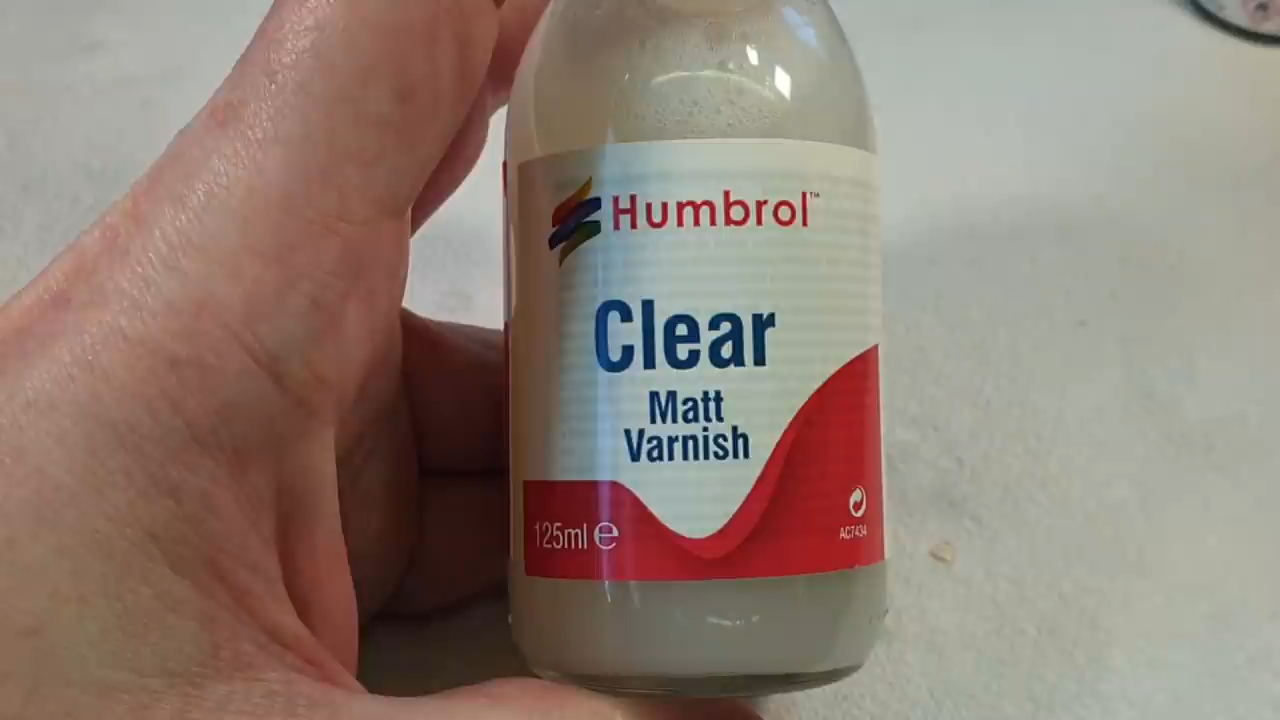 Humbrol™
Clear
Matt
Varnish
125ml ℮
AC7434